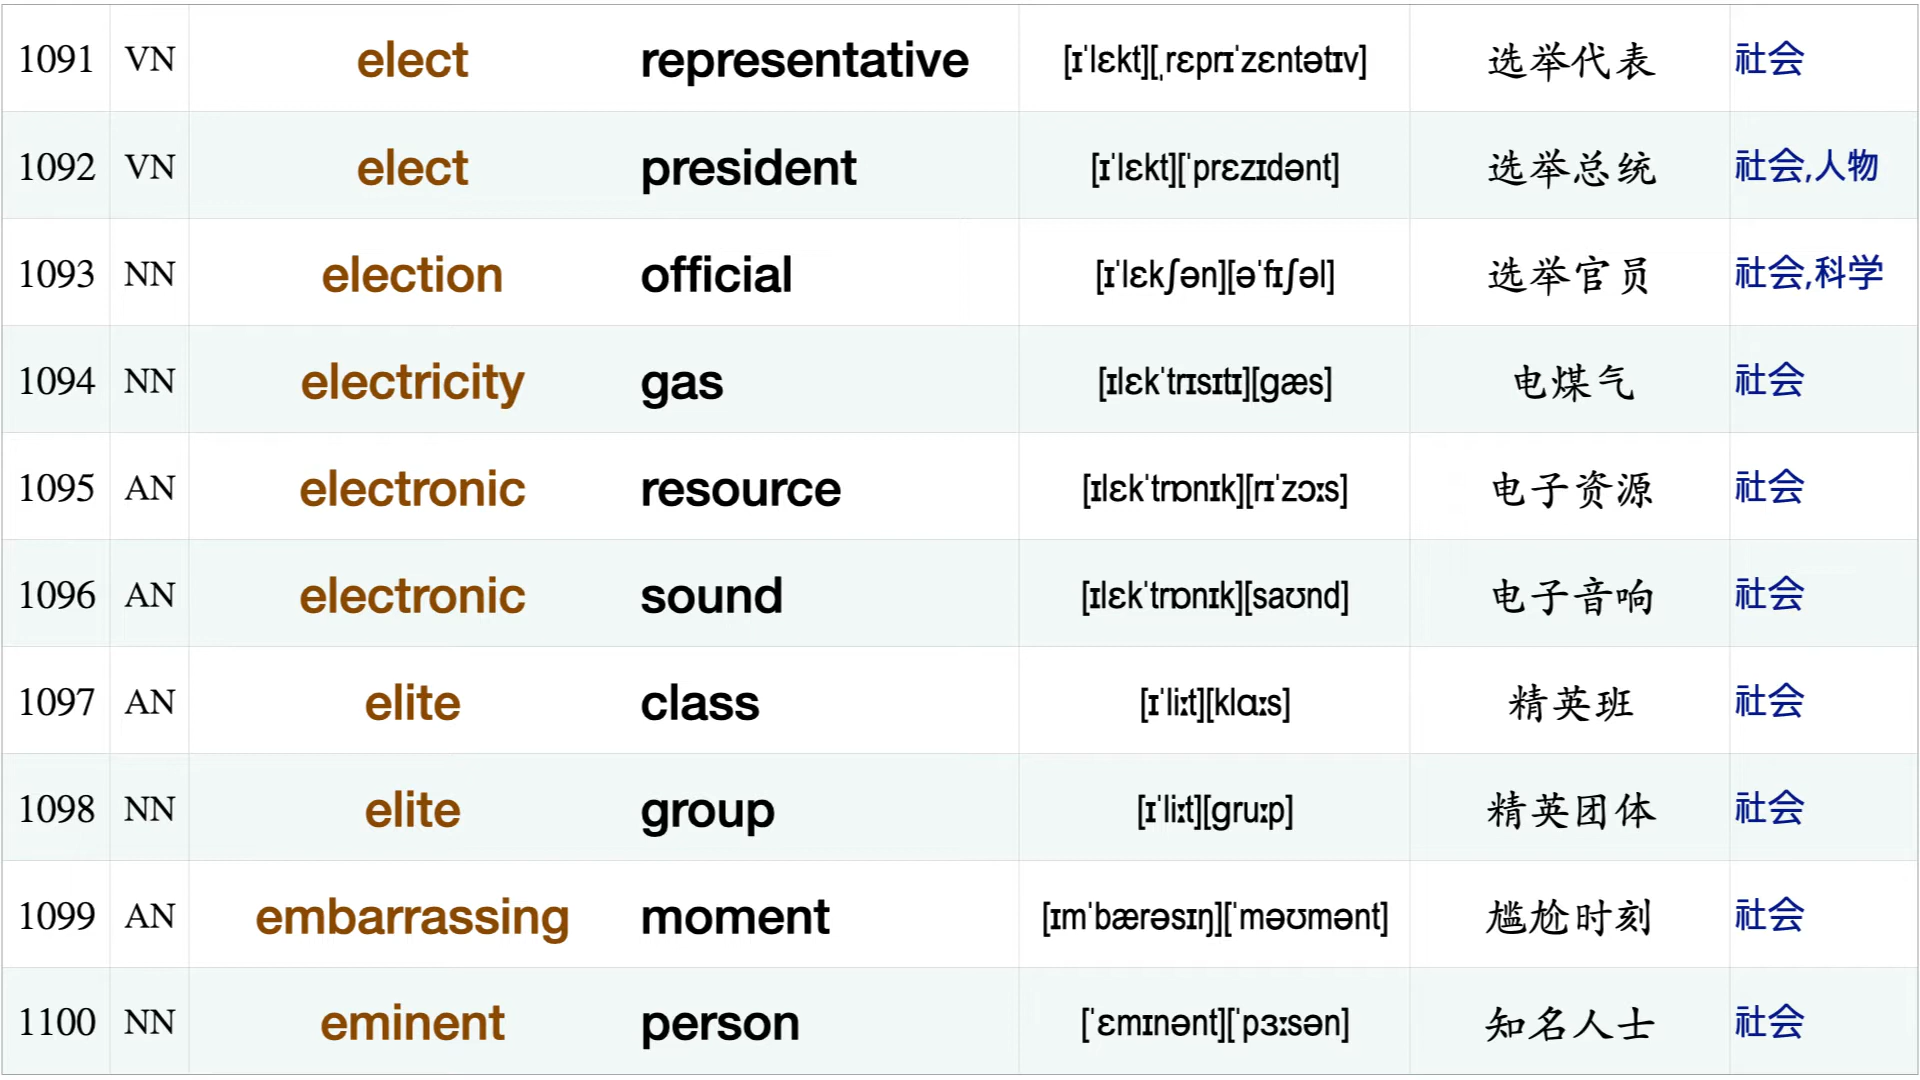 1091 VN elect representative [ɪˈlɛkt][ˌrɛprɪˈzɛntətɪv] 选举代表 社会
1092 VN elect president [ɪˈlɛkt][ˈprɛzɪdənt] 选举总统 社会,人物
1093 NN election official [ɪˈlɛkʃən][əˈfɪʃəl] 选举官员 社会,科学
1094 NN electricity gas [ɪlɛkˈtrɪsɪtɪ][gæs] 电煤气 社会
1095 AN electronic resource [ɪlɛkˈtrɒnɪk][rɪˈzɔːs] 电子资源 社会
1096 AN electronic sound [ɪlɛkˈtrɒnɪk][saʊnd] 电子音响 社会
1097 AN elite class [ɪˈliːt][klɑːs] 精英班 社会
1098 NN elite group [ɪˈliːt][gruːp] 精英团体 社会
1099 AN embarrassing moment [ɪmˈbærəsɪŋ][ˈməʊmənt] 尴尬时刻 社会
1100 NN eminent person [ˈɛmɪnənt][ˈpɜːsən] 知名人士 社会